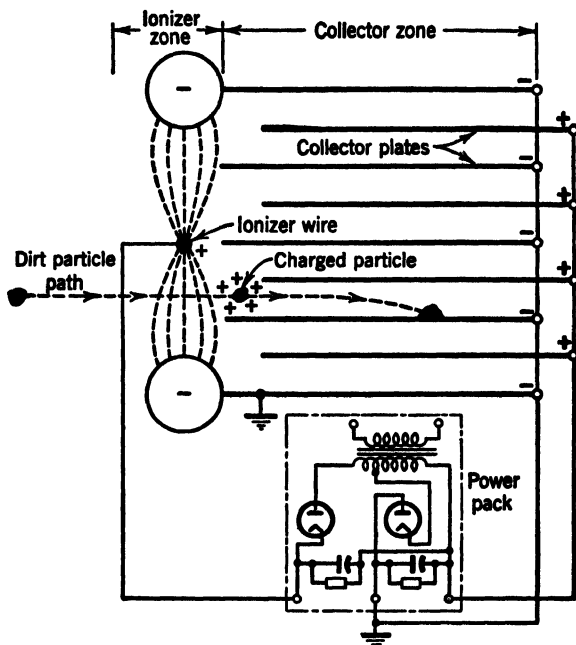 Ionizer
zone
Collector zone
Collector plates
Ionizer wire
Dirt particle
path
Charged particle
Power
pack